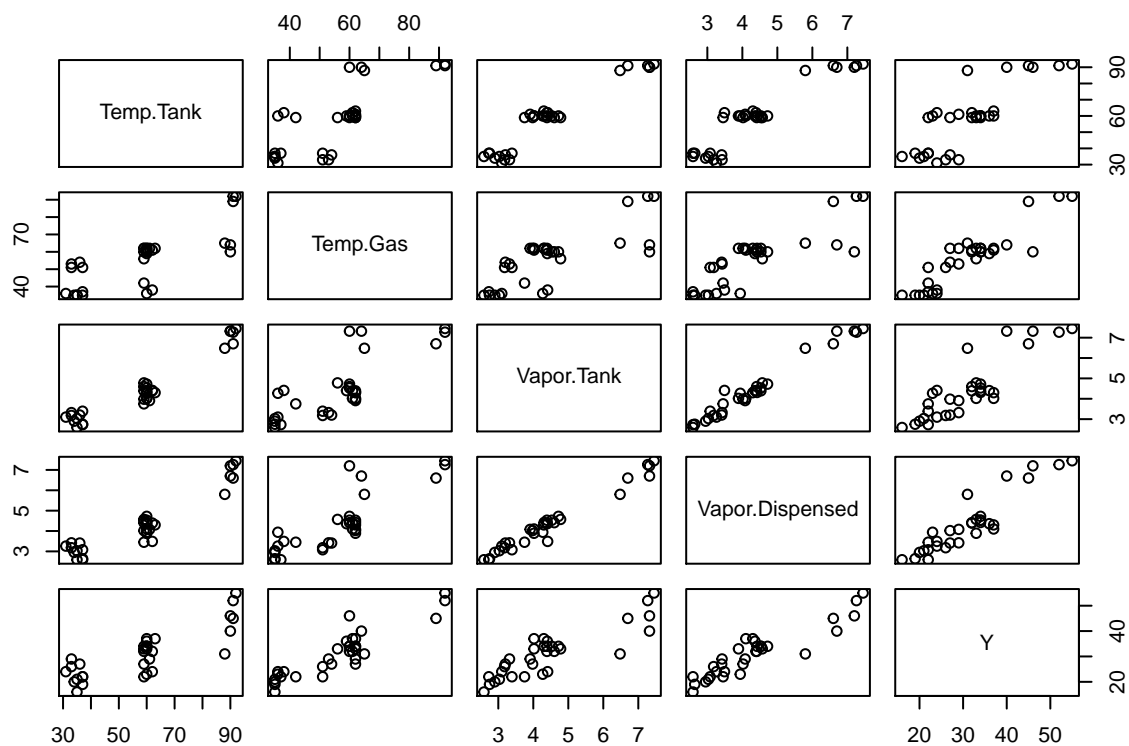 40 60 80
3 4 5 6 7
Temp.Tank
30 60 90
40 70
Temp.Gas
Vapor.Tank
3 5 7
3 5 7
Vapor.Dispensed
Y
20 40
30 50 70 90
3 4 5 6 7
20 30 40 50